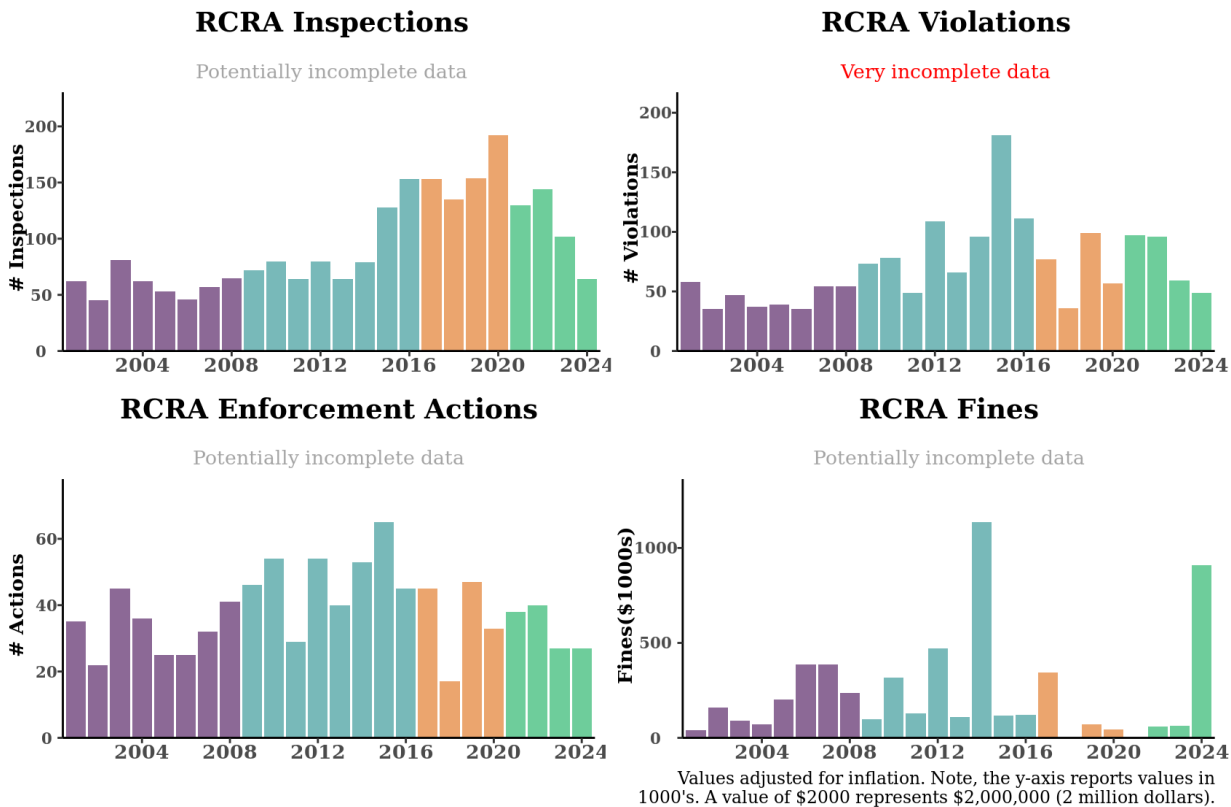 RCRA Inspections
Potentially incomplete data
# Inspections
200
150
100
50
0
2004 2008 2012 2016 2020 2024
RCRA Violations
Very incomplete data
# Violations
200
150
100
50
0
2004 2008 2012 2016 2020 2024
RCRA Enforcement Actions
Potentially incomplete data
# Actions
60
40
20
0
2004 2008 2012 2016 2020 2024
RCRA Fines
Potentially incomplete data
Fines($1000s)
1000
500
0
2004 2008 2012 2016 2020 2024
Values adjusted for inflation. Note, the y-axis reports values in
1000's. A value of $2000 represents $2,000,000 (2 million dollars).